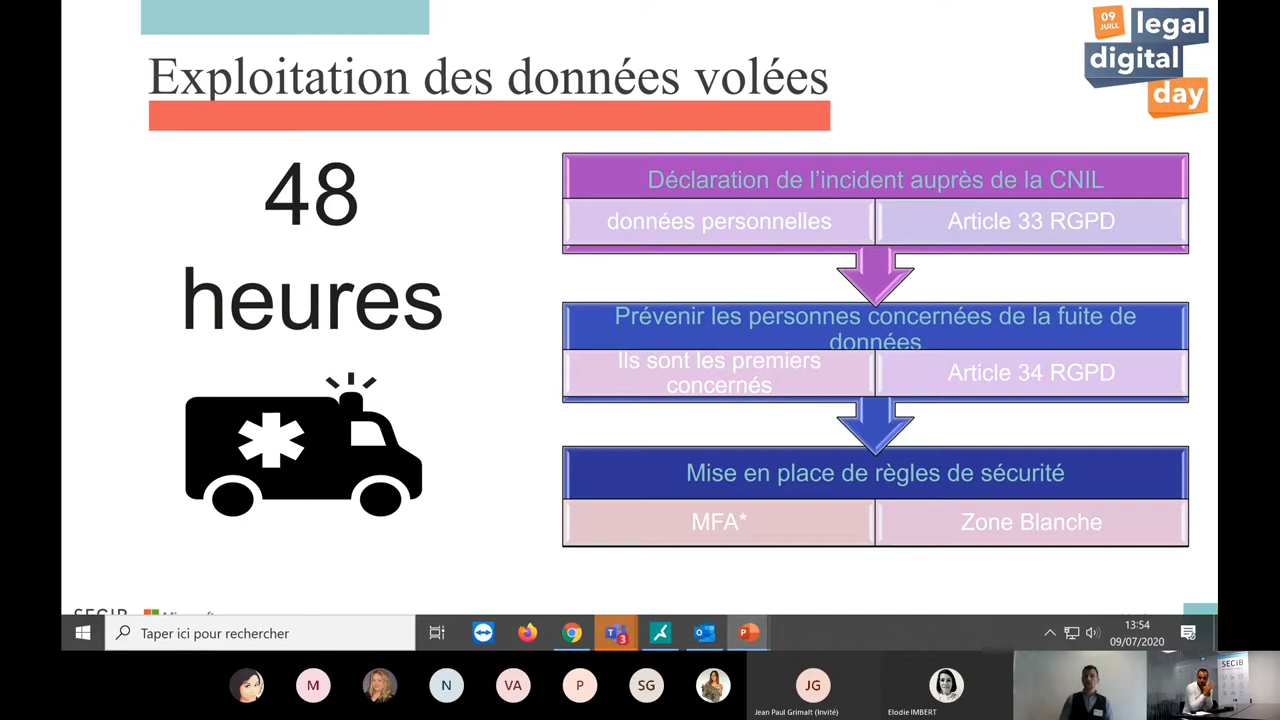 09
JUILL
legal
digital
day
Exploitation des données volées
48
heures
Déclaration de l'incident auprès de la CNIL
données personnelles
Article 33 RGPD
Prévenir les personnes concernées de la fuite de
données
Ils sont les premiers
concernés
Article 34 RGPD
Mise en place de règles de sécurité
MFA*
Zone Blanche
Taper ici pour rechercher
3
13:54
09/07/2020
M
N
VA
P
SG
JG
Jean Paul Grimalt (Invité)
Elodie IMBERT
SECIB